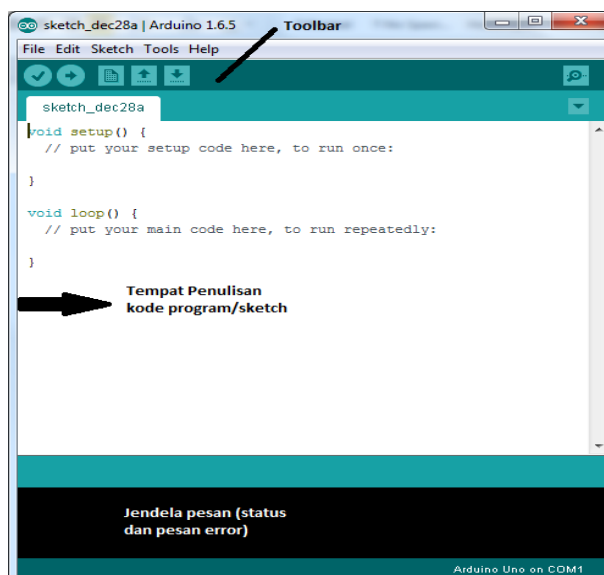 sketch_dec28a | Arduino 1.6.5
Toolbar
File Edit Sketch Tools Help
sketch_dec28a
void setup() {
// put your setup code here, to run once:
}
void loop() {
// put your main code here, to run repeatedly:
}
Tempat Penulisan
kode program/sketch
Jendela pesan (status
dan pesan error)
Arduino Uno on COM1